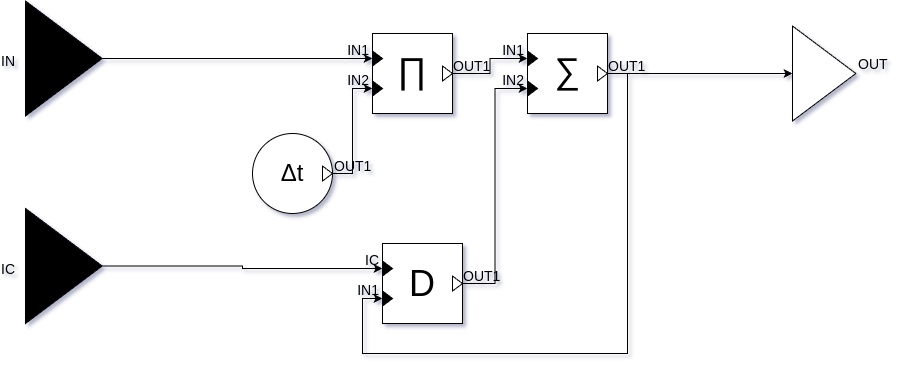 IN
IN1
IN2
∏
OUT1
IN1
IN2
∑
OUT1
OUT
Δt
OUT1
IC
IC
IN1
D
OUT1